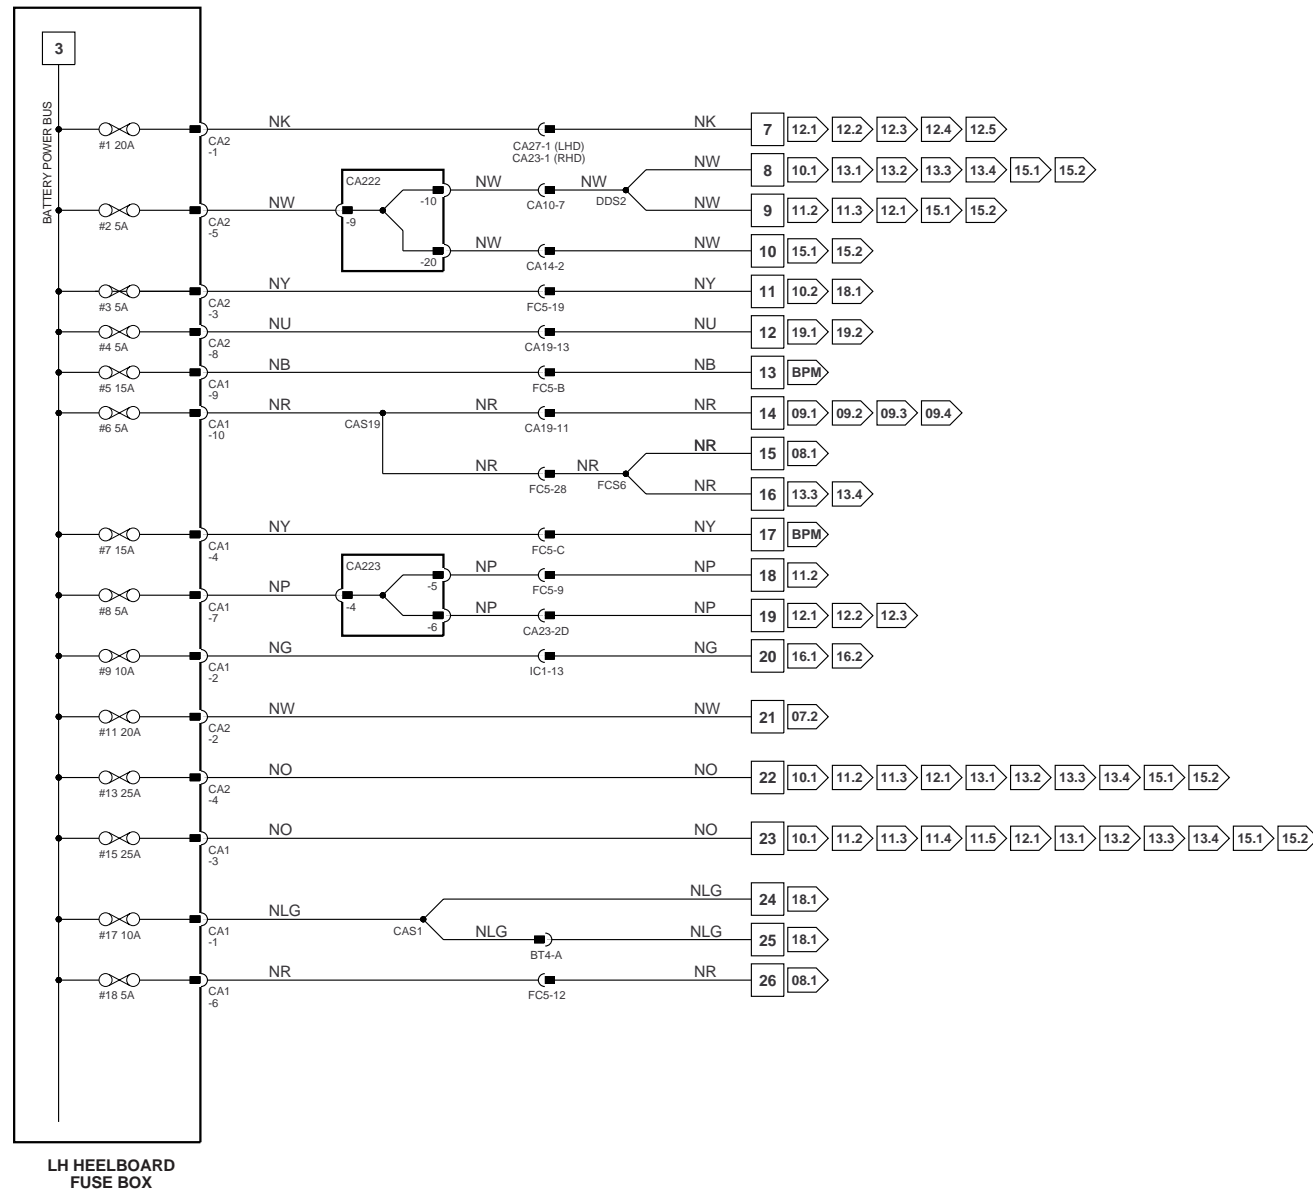 3
BATTERY POWER BUS
#1 20A
CA2
-1
NK
CA27-1 (LHD)
CA23-1 (RHD)
NK
7 12.1 12.2 12.3 12.4 12.5
#2 5A
CA2
-5
NW
CA222
-9
-10
-20
NW
CA10-7
NW
DDS2
NW
8 10.1 13.1 13.2 13.3 13.4 15.1 15.2
NW
9 11.2 11.3 12.1 15.1 15.2
NW
CA14-2
NW
10 15.1 15.2
#3 5A
CA2
-3
NY
FC5-19
NY
11 10.2 18.1
#4 5A
CA2
-8
NU
CA19-13
NU
12 19.1 19.2
#5 15A
CA1
-9
NB
FC5-B
NB
13 BPM
#6 5A
CA1
-10
NR
CAS19
NR
CA19-11
NR
14 09.1 09.2 09.3 09.4
NR
FC5-28
NR
FCS6
NR
15 08.1
NR
16 13.3 13.4
#7 15A
CA1
-4
NY
FC5-C
NY
17 BPM
#8 5A
CA1
-7
NP
CA223
-4
-5
-6
NP
FC5-9
NP
18 11.2
NP
CA23-2D
NP
19 12.1 12.2 12.3
#9 10A
CA1
-2
NG
IC1-13
NG
20 16.1 16.2
#11 20A
CA2
-2
NW
NW
21 07.2
#13 25A
CA2
-4
NO
NO
22 10.1 11.2 11.3 12.1 13.1 13.2 13.3 13.4 15.1 15.2
#15 25A
CA1
-3
NO
NO
23 10.1 11.2 11.3 11.4 11.5 12.1 13.1 13.2 13.3 13.4 15.1 15.2
#17 10A
CA1
-1
NLG
CAS1
NLG
24 18.1
NLG
BT4-A
NLG
25 18.1
#18 5A
CA1
-6
NR
FC5-12
NR
26 08.1
LH HEELBOARD
FUSE BOX